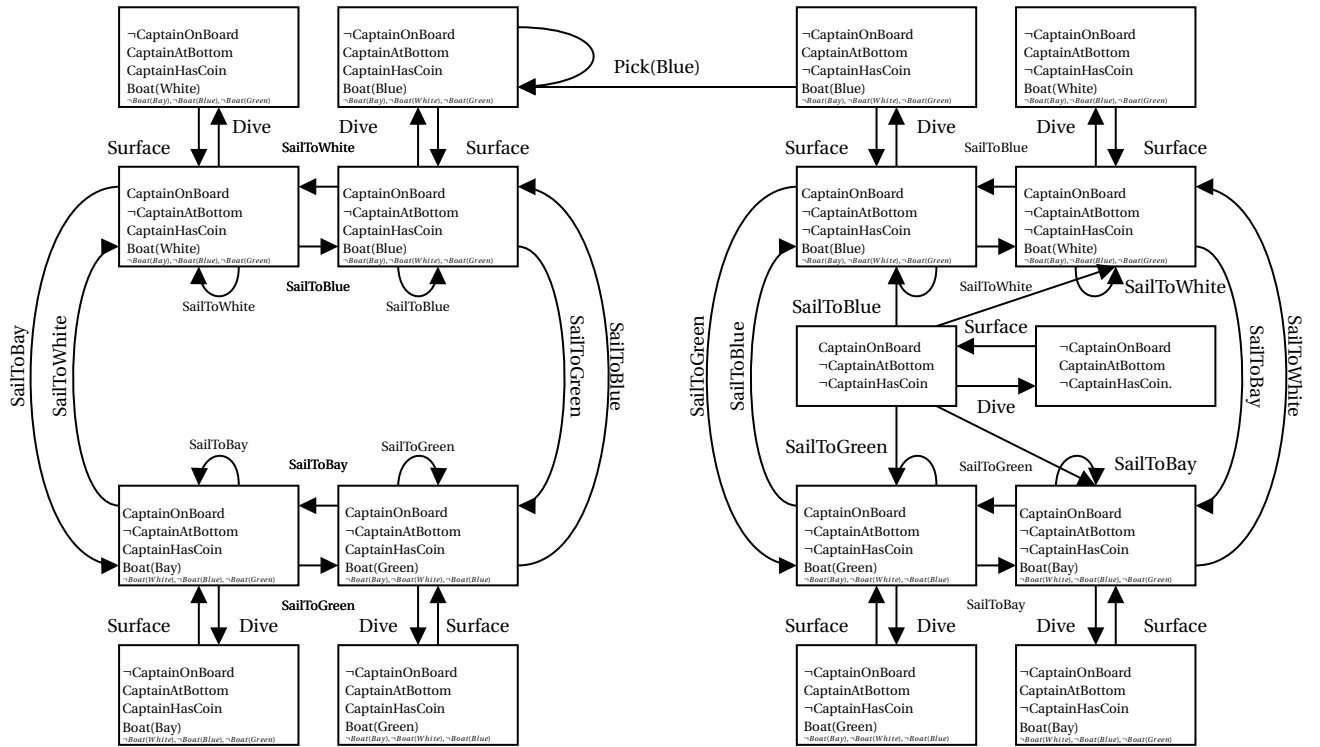 ¬CaptainOnBoard
CaptainAtBottom
CaptainHasCoin
Boat(White)
¬Boat(Bay),¬Boat(Blue),¬Boat(Green)
¬CaptainOnBoard
CaptainAtBottom
CaptainHasCoin
Boat(Blue)
¬Boat(Bay),¬Boat(White),¬Boat(Green)
Pick(Blue)
¬CaptainOnBoard
CaptainAtBottom
¬CaptainHasCoin
Boat(Blue)
¬Boat(Bay),¬Boat(White),¬Boat(Green)
¬CaptainOnBoard
CaptainAtBottom
¬CaptainHasCoin
Boat(White)
¬Boat(Bay),¬Boat(Blue),¬Boat(Green)
Surface
Dive
SailToWhite
Dive
Surface
Surface
Dive
SailToBlue
Dive
Surface
CaptainOnBoard
¬CaptainAtBottom
CaptainHasCoin
Boat(White)
¬Boat(Bay),¬Boat(Blue),¬Boat(Green)
CaptainOnBoard
¬CaptainAtBottom
CaptainHasCoin
Boat(Blue)
¬Boat(Bay),¬Boat(White),¬Boat(Green)
CaptainOnBoard
¬CaptainAtBottom
¬CaptainHasCoin
Boat(Blue)
¬Boat(Bay),¬Boat(White),¬Boat(Green)
CaptainOnBoard
¬CaptainAtBottom
¬CaptainHasCoin
Boat(White)
¬Boat(Bay),¬Boat(Blue),¬Boat(Green)
SailToWhite
SailToBlue
SailToBlue
SailToBlue
SailToWhite
SailToWhite
SailToBay
SailToWhite
SailToGreen
SailToBlue
SailToGreen
SailToBlue
CaptainOnBoard
¬CaptainAtBottom
¬CaptainHasCoin
Surface
Dive
¬CaptainOnBoard
CaptainAtBottom
¬CaptainHasCoin.
SailToBay
SailToWhite
SailToBay
SailToBay
SailToGreen
SailToGreen
SailToGreen
SailToBay
CaptainOnBoard
¬CaptainAtBottom
CaptainHasCoin
Boat(Bay)
¬Boat(White),¬Boat(Blue),¬Boat(Green)
CaptainOnBoard
¬CaptainAtBottom
CaptainHasCoin
Boat(Green)
¬Boat(Bay),¬Boat(White),¬Boat(Blue)
CaptainOnBoard
¬CaptainAtBottom
¬CaptainHasCoin
Boat(Green)
¬Boat(Bay),¬Boat(White),¬Boat(Blue)
CaptainOnBoard
¬CaptainAtBottom
¬CaptainHasCoin
Boat(Bay)
¬Boat(White),¬Boat(Blue),¬Boat(Green)
Surface
Dive
SailToGreen
Dive
Surface
Surface
Dive
SailToBay
Dive
Surface
¬CaptainOnBoard
CaptainAtBottom
CaptainHasCoin
Boat(Bay)
¬Boat(White),¬Boat(Blue),¬Boat(Green)
¬CaptainOnBoard
CaptainAtBottom
CaptainHasCoin
Boat(Green)
¬Boat(Bay),¬Boat(White),¬Boat(Blue)
¬CaptainOnBoard
CaptainAtBottom
¬CaptainHasCoin
Boat(Green)
¬Boat(Bay),¬Boat(White),¬Boat(Blue)
¬CaptainOnBoard
CaptainAtBottom
¬CaptainHasCoin
Boat(Bay)
¬Boat(White),¬Boat(Blue),¬Boat(Green)